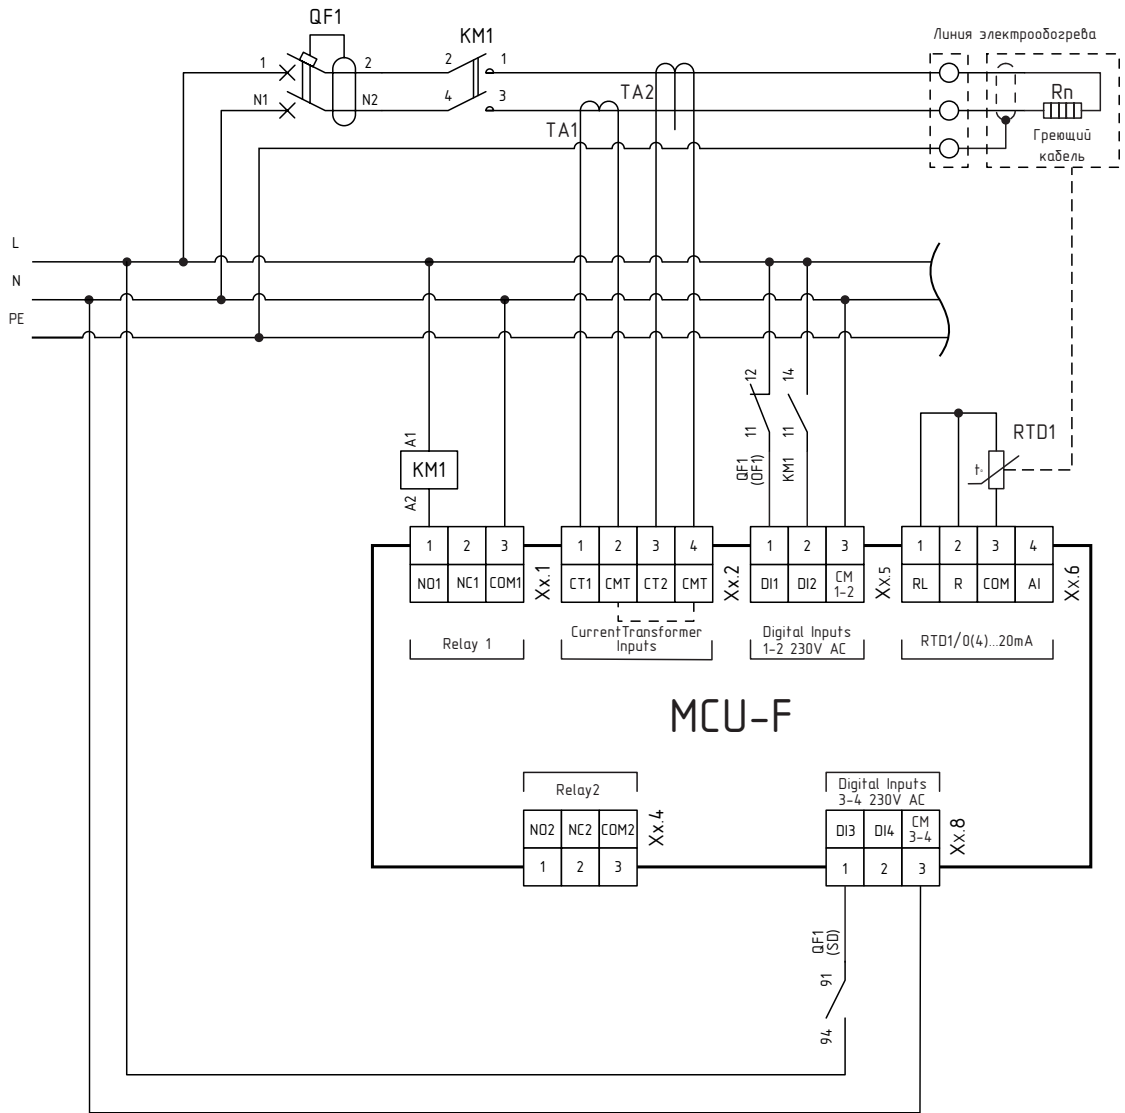 QF1
KM1
Линия электрообогрева
1
2
2
1
N1
N2
4
3
TA1
TA2
Rn
Греющий
кабель
L
N
PE
A1
KM1
A2
12
11
QF1
(OF1)
14
11
KM1
RTD1
t°
1 2 3
NO1 NC1 COM1
Xx.1
Relay 1
1 2 3 4
CT1 CMT CT2 CMT
Xx.2
CurrentTransformer
Inputs
1 2 3
DI1 DI2 CM
1-2
Xx.5
Digital Inputs
1-2 230V AC
1 2 3 4
RL R COM AI
Xx.6
RTD1/0(4)...20mA
MCU-F
Relay2
NO2 NC2 COM2
1 2 3
Xx.4
Digital Inputs
3-4 230V AC
DI3 DI4 CM
3-4
1 2 3
Xx.8
QF1
(SD)
91
94